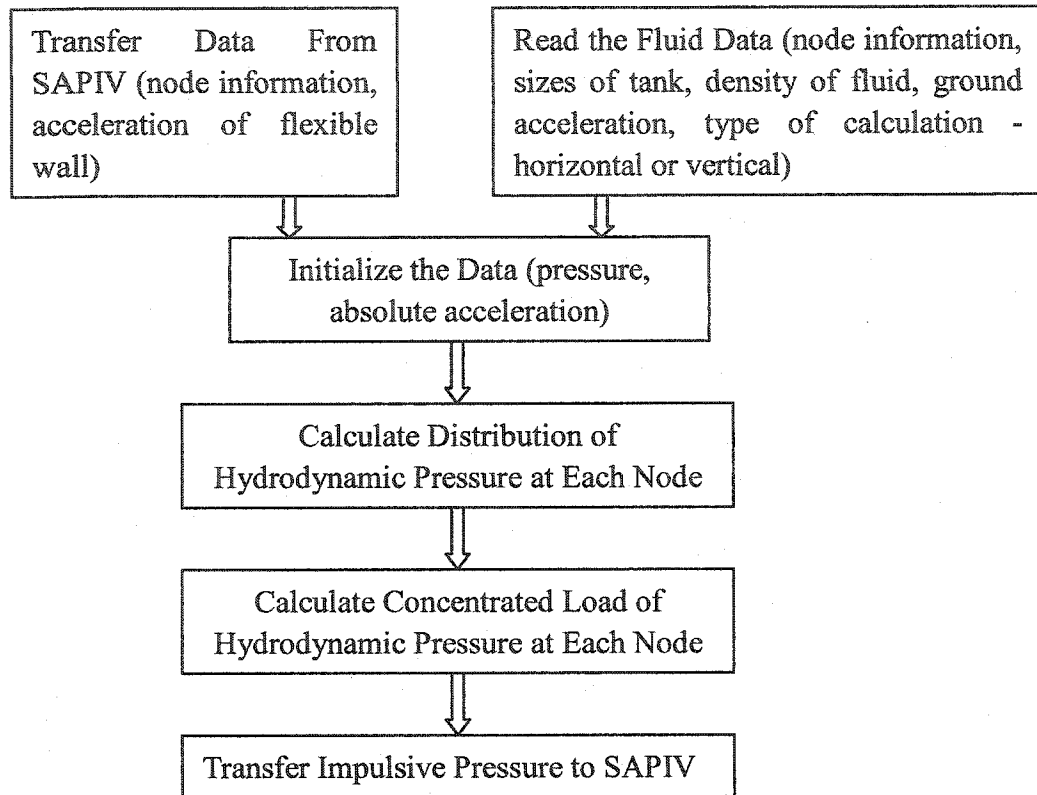 Transfer Data From
SAPIV (node information,
acceleration of flexible
wall)
Read the Fluid Data (node information,
sizes of tank, density of fluid, ground
acceleration, type of calculation -
horizontal or vertical)
Initialize the Data (pressure,
absolute acceleration)
Calculate Distribution of
Hydrodynamic Pressure at Each Node
Calculate Concentrated Load of
Hydrodynamic Pressure at Each Node
Transfer Impulsive Pressure to SAPIV